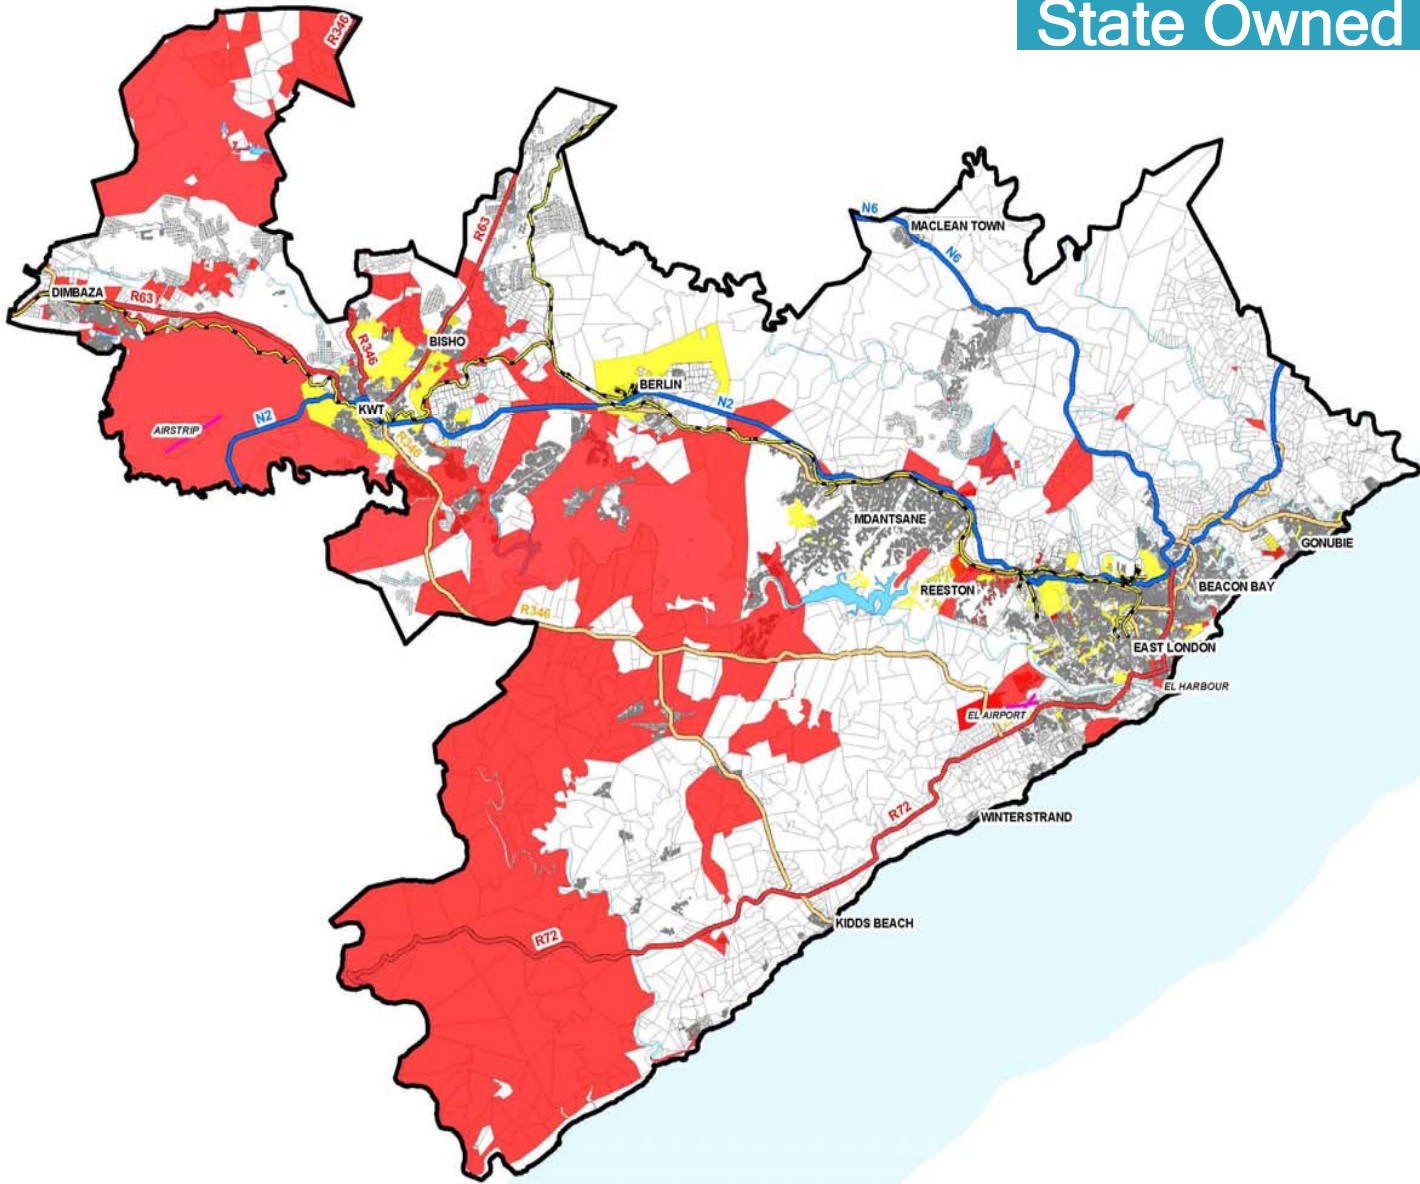 State Owned
R346
N6
MACLEAN TOWN
R63
N6
DIMBAZA
R63
BISHO
R346
BERLIN
N2
KWT
N2
AIRSTRIP
R346
MDANTSANE
GONUBIE
REESTON
BEACON BAY
R346
EAST LONDON
EL HARBOUR
EL AIRPORT
R72
WINTERSTRAND
KIDDS BEACH
R72